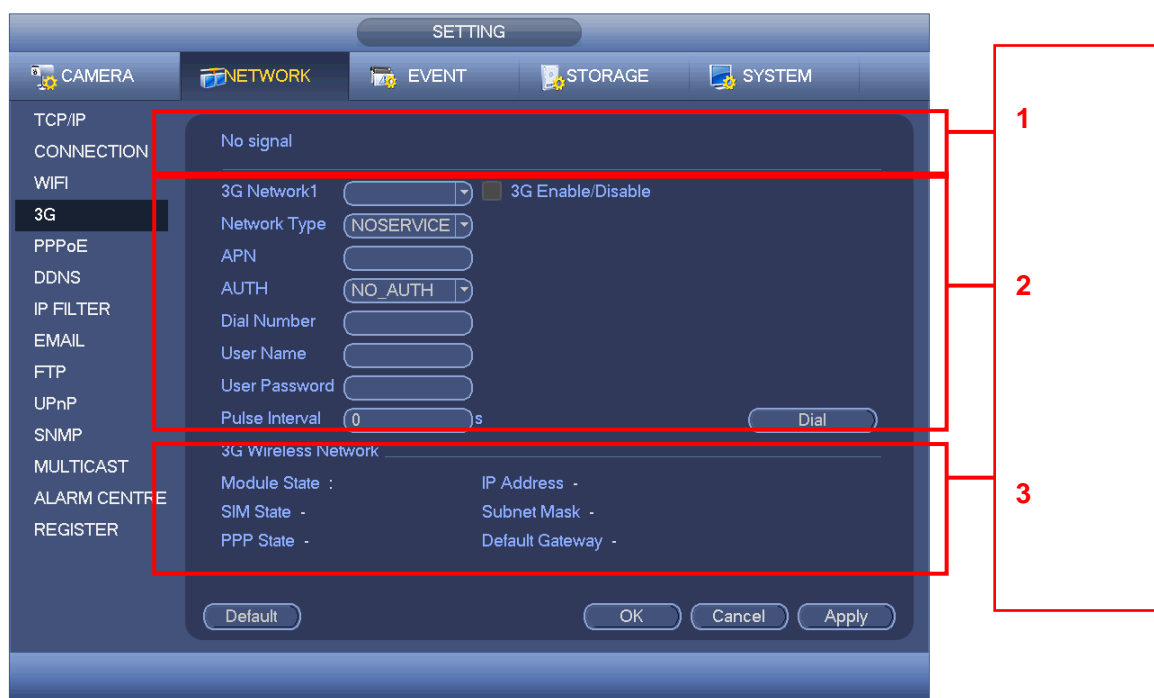 SETTING
CAMERA NETWORK EVENT STORAGE SYSTEM
TCP/IP
CONNECTION
WIFI
3G
PPPoE
DDNS
IP FILTER
EMAIL
FTP
UPnP
SNMP
MULTICAST
ALARM CENTRE
REGISTER
No signal
3G Network1 3G Enable/Disable
Network Type NOSERVICE
APN
AUTH NO_AUTH
Dial Number
User Name
User Password
Pulse Interval 0 s Dial
3G Wireless Network
Module State : IP Address -
SIM State - Subnet Mask -
PPP State - Default Gateway -
Default OK Cancel Apply
1
2
3